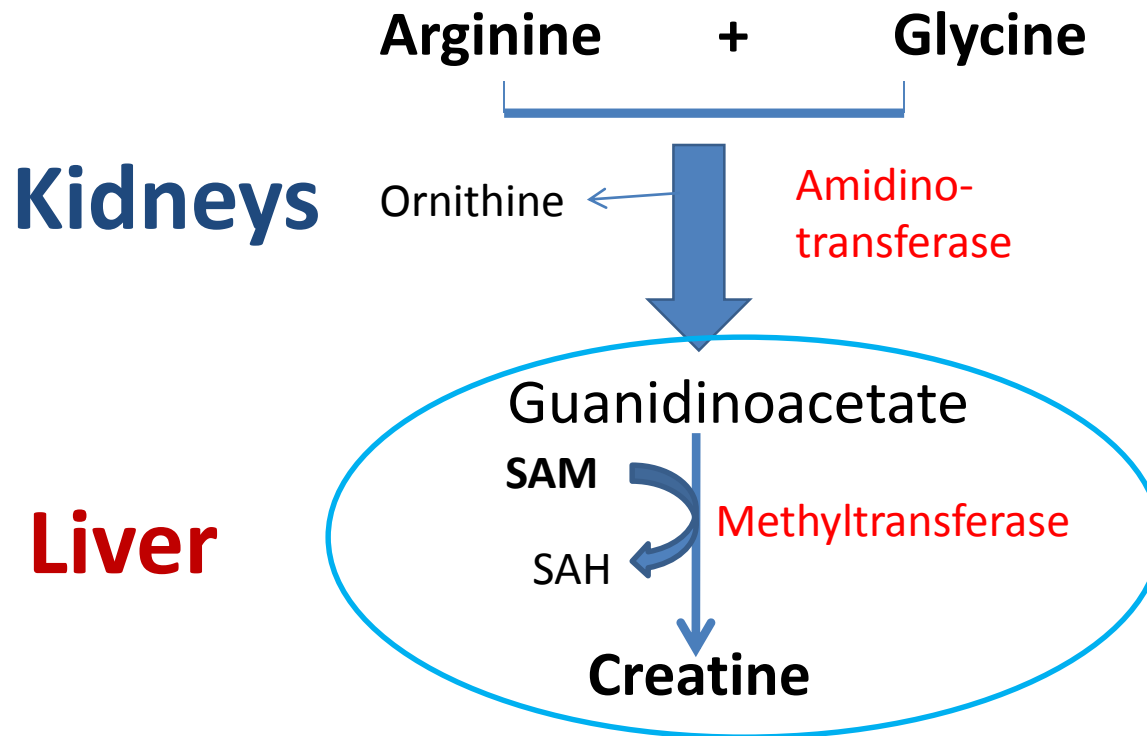 Arginine + Glycine
Kidneys
Ornithine
Amidino-
transferase
Guanidinoacetate
SAM
Methyltransferase
Liver
SAH
Creatine